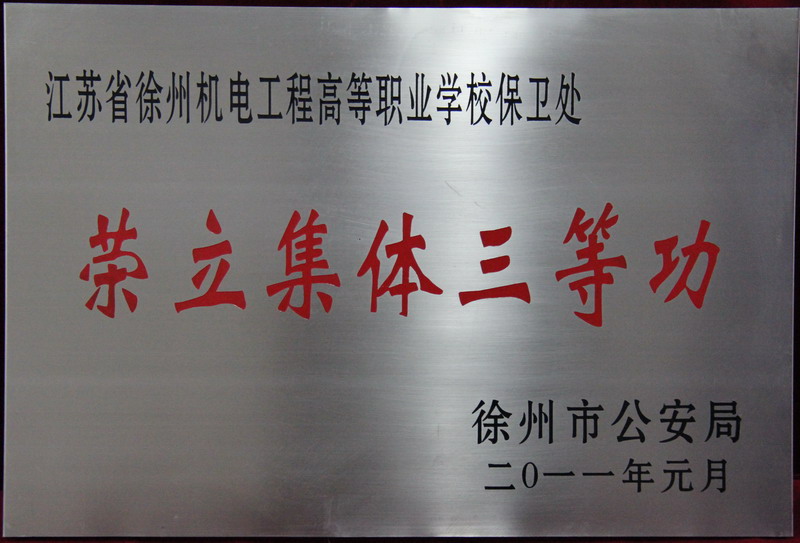 江苏省徐州机电工程高等职业学校保卫处
荣立集体三等功
徐州市公安局
二0一一年元月